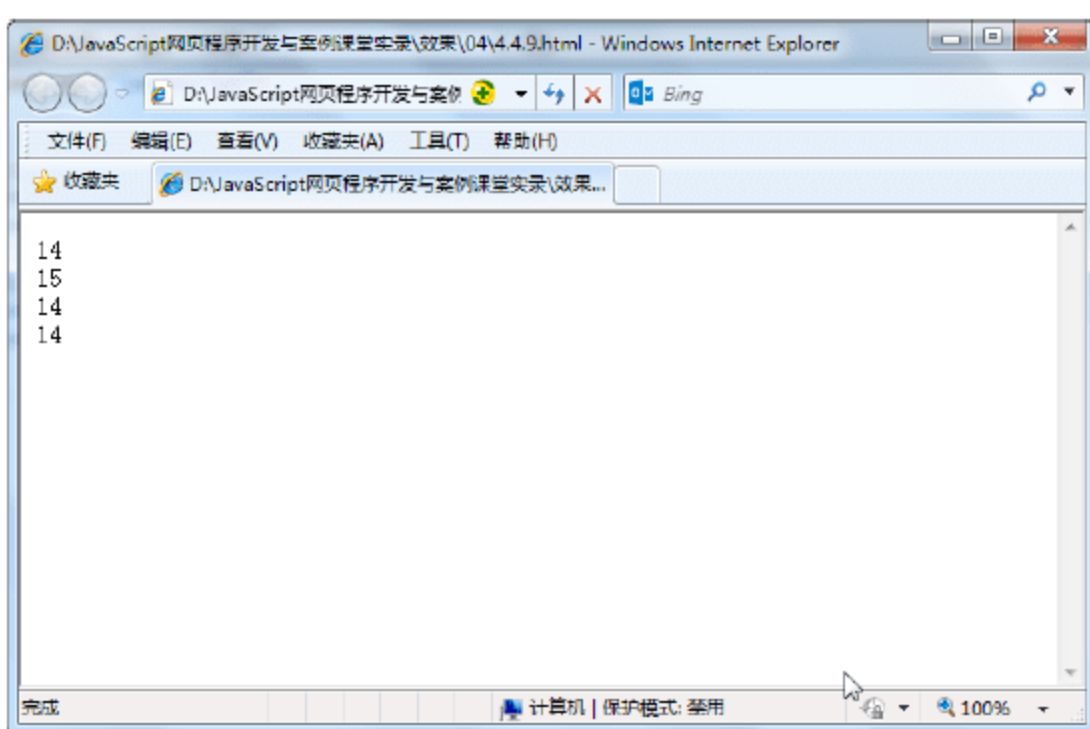 D:\JavaScript网页程序开发与案例课堂实录\效果\04\4.4.9.html - Windows Internet Explorer
D:\JavaScript网页程序开发与案例
Bing
文件(F) 编辑(E) 查看(V) 收藏夹(A) 工具(T) 帮助(H)
收藏夹 D:\JavaScript网页程序开发与案例课堂实录\效果...
14
15
14
14
完成 计算机 | 保护模式: 禁用 100%